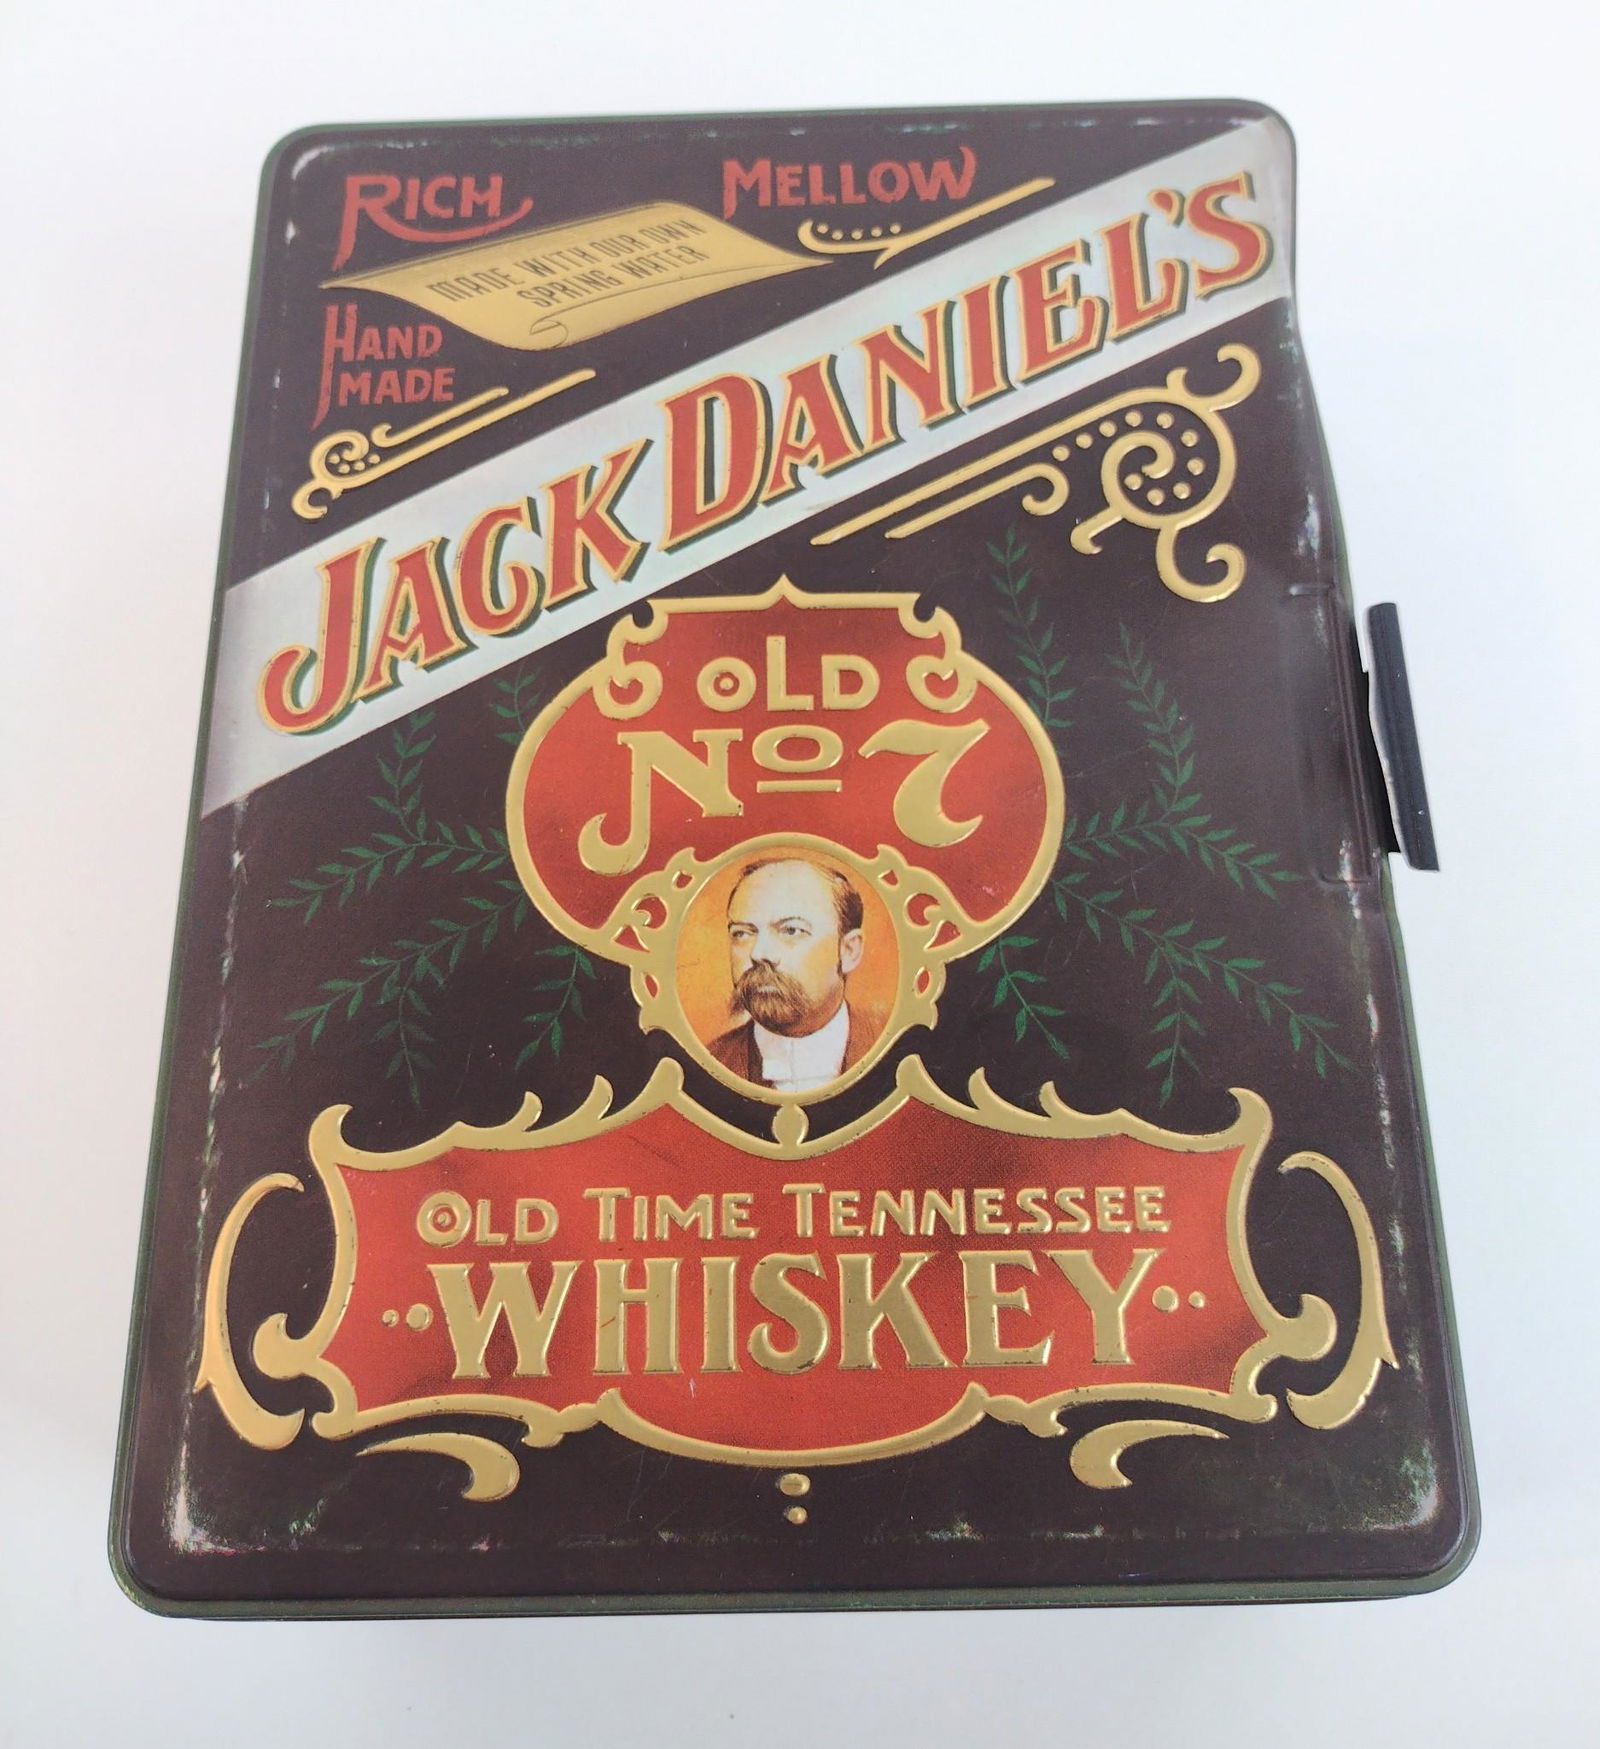 RICH
MELLOW
MADE WITH OUR OWN
SPRING WATER
HAND
MADE
JACK DANIEL'S
OLD
Nº 7
OLD TIME TENNESSEE
··WHISKEY··